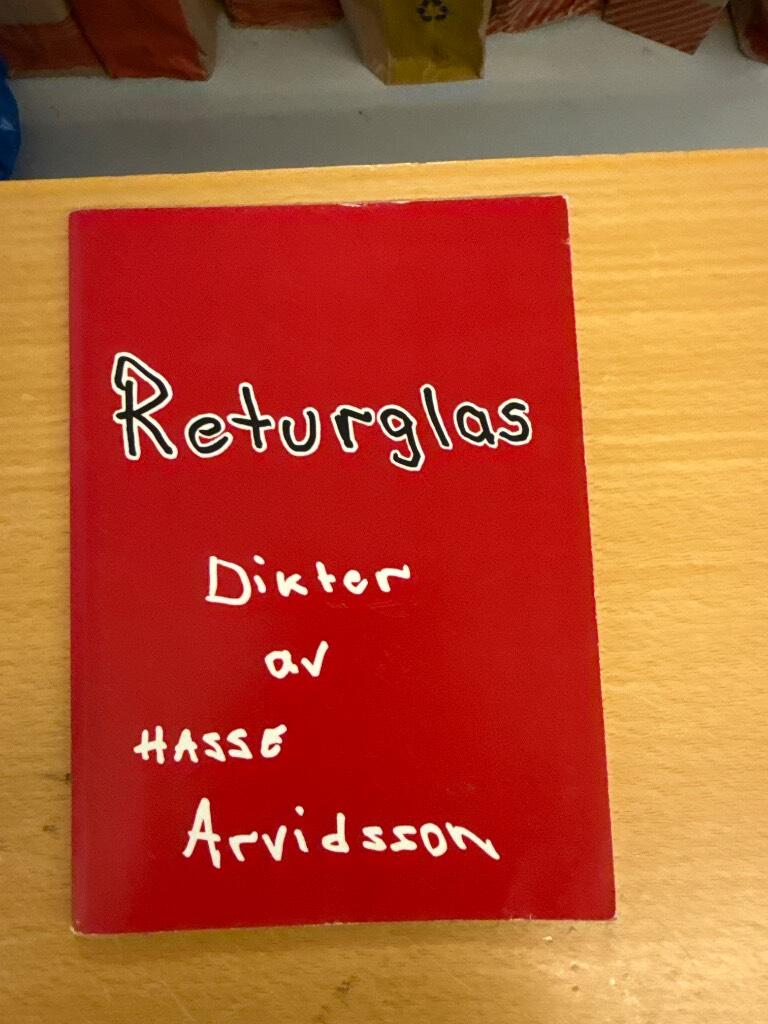 Returglas
Dikter
av
HASSE
Arvidsson